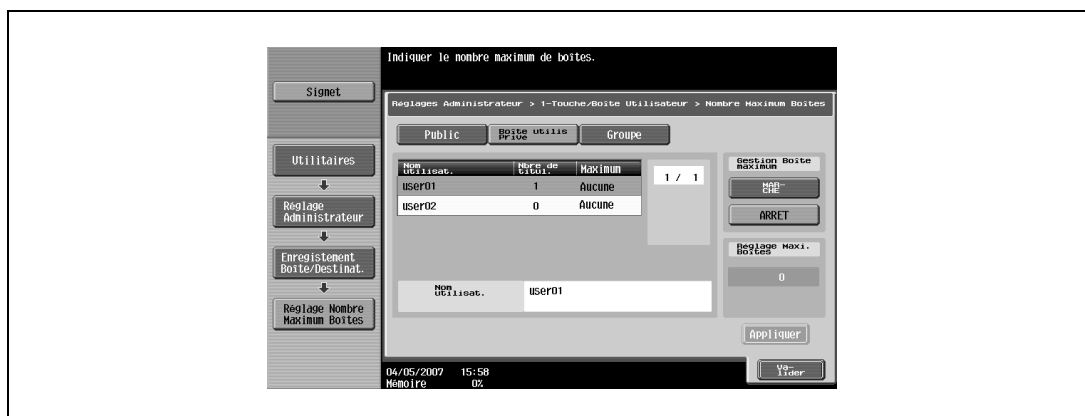 Indiquer le nombre maximum de boîtes.
Signet
Réglages Administrateur > 1-Touche/Boîte Utilisateur > Nombre Maximum Boîtes
Public
Boîte utilis
Privé
Groupe
Utilitaires
Réglage
Administrateur
Enregistement
Boîte/Destinat.
Réglage Nombre
Maximum Boîtes
Nom
utilisat.
Nbre de
titul.
Maximum
user01 1 Aucune
user02 0 Aucune
1 / 1
Gestion Boîte
maximum
MAR-
CHE
ARRET
Réglage Maxi.
Boîtes
0
Nom
utilisat.
user01
Appliquer
04/05/2007 15:58
Mémoire 0%
Va-
lider